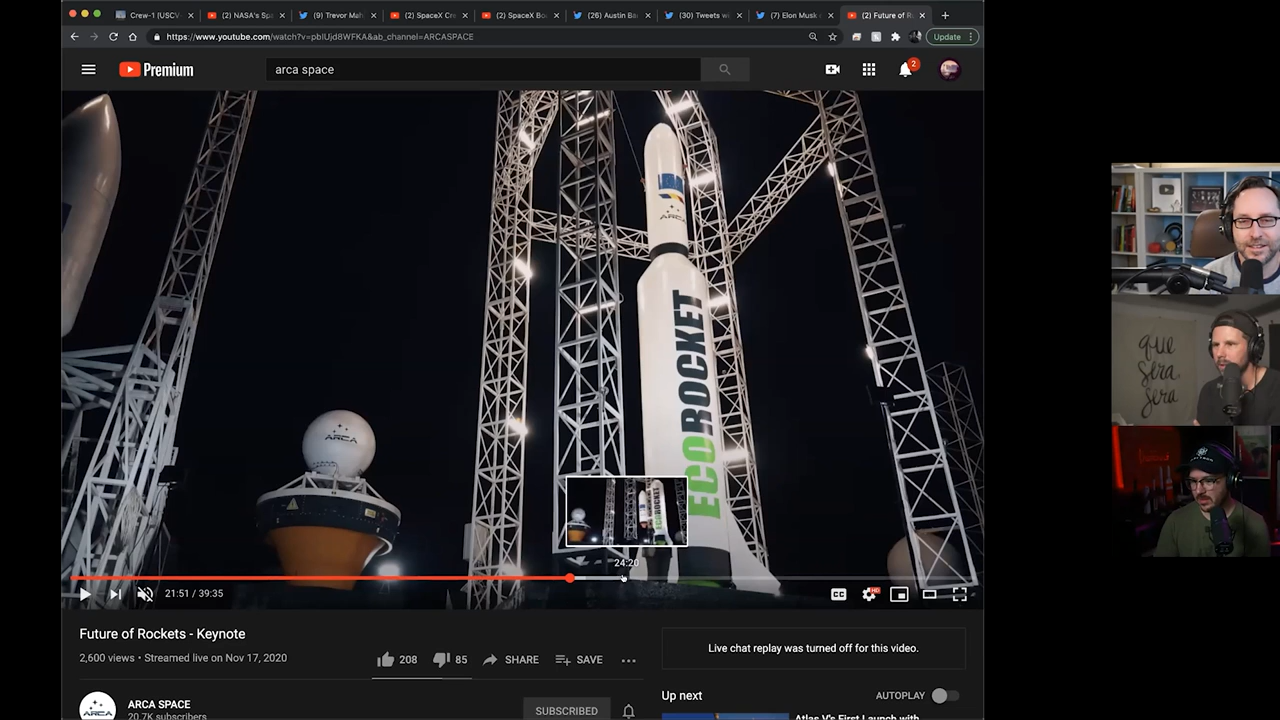 Crew-1 (USCV
(2) NASA's Sp
(9) Trevor Mah
(2) SpaceX Cre
(2) SpaceX Bo
(26) Austin Ba
(30) Tweets w
(7) Elon Musk
(2) Future of R
https://www.youtube.com/watch?v=pbIUjd8WFKA&ab_channel=ARCASPACE
Update
Premium
arca space
2
ARCA
ECOROCKET
ARCA
que
sera
sera
ECOROCKET
24:20
21:51 / 39:35
CC
HD
Future of Rockets - Keynote
2,600 views • Streamed live on Nov 17, 2020
208
85
SHARE
SAVE
Live chat replay was turned off for this video.
Up next
AUTOPLAY
ARCA SPACE
20.7K subscribers
SUBSCRIBED
Atlas V's First Launch with